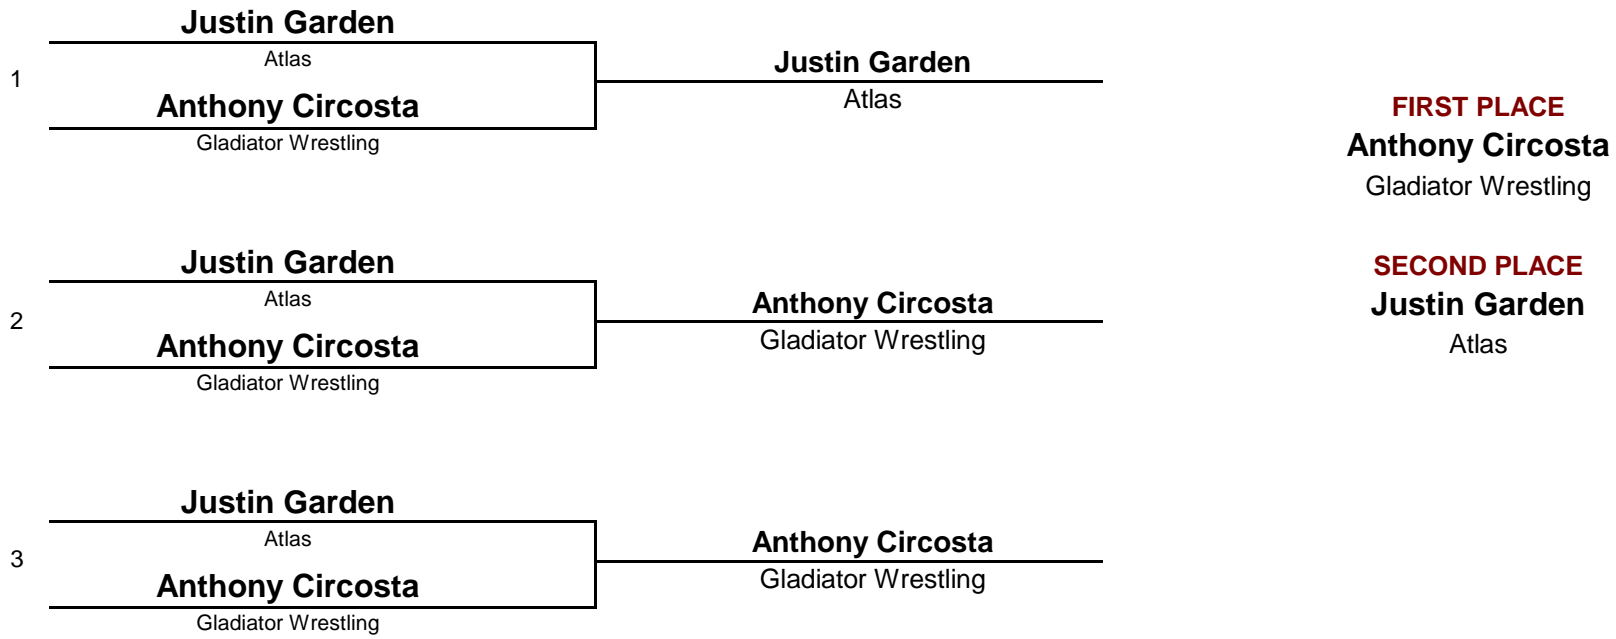 Justin Garden
Atlas
1
Anthony Circosta
Gladiator Wrestling
Justin Garden
Atlas
FIRST PLACE
Anthony Circosta
Gladiator Wrestling
Justin Garden
Atlas
2
Anthony Circosta
Gladiator Wrestling
Anthony Circosta
Gladiator Wrestling
SECOND PLACE
Justin Garden
Atlas
Justin Garden
Atlas
3
Anthony Circosta
Gladiator Wrestling
Anthony Circosta
Gladiator Wrestling